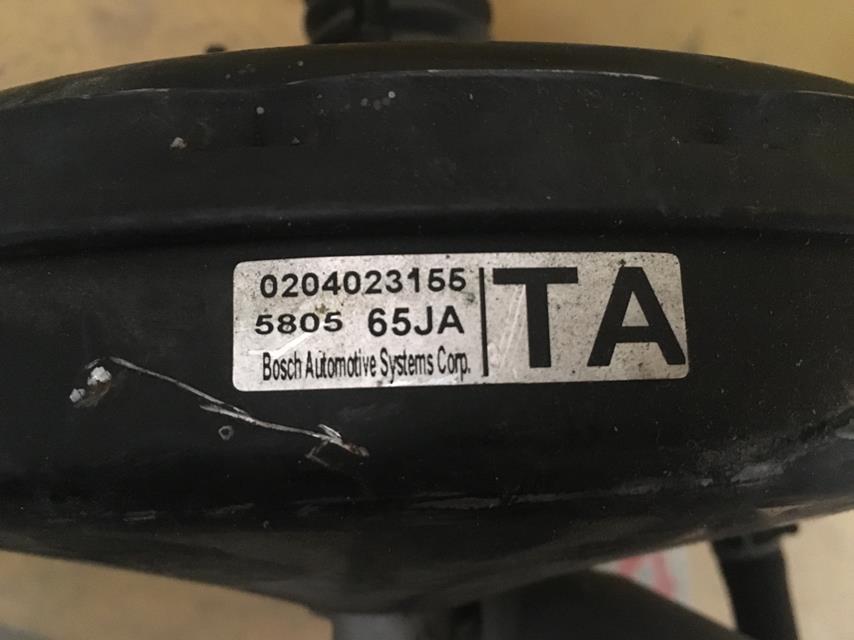 0204023155
5805 65JA
Bosch Automotive Systems Corp.
TA